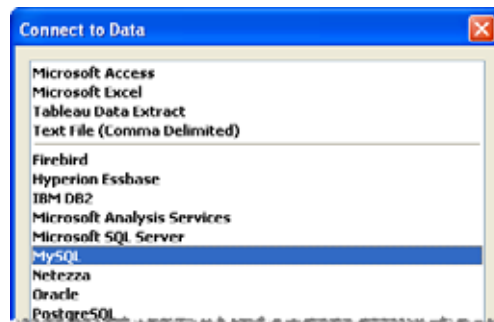 Connect to Data
Microsoft Access
Microsoft Excel
Tableau Data Extract
Text File (Comma Delimited)
Firebird
Hyperion Essbase
IBM DB2
Microsoft Analysis Services
Microsoft SQL Server
MySQL
Netezza
Oracle
PostgreSQL